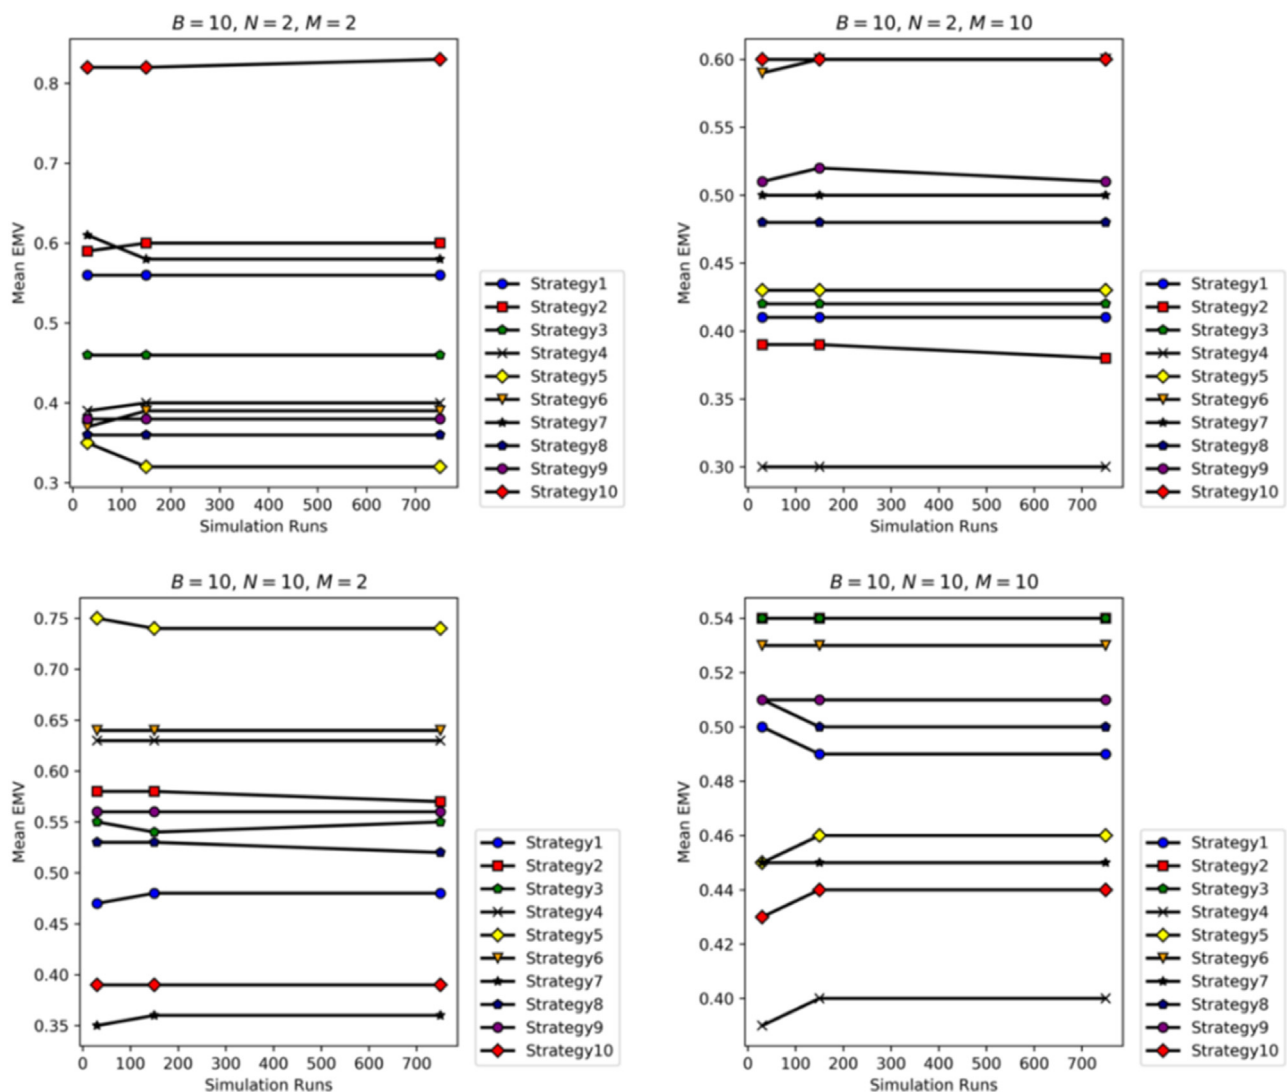 B = 10, N = 2, M = 2
0.8
0.7
0.6
0.5
0.4
0.3
Mean EMV
0 100 200 300 400 500 600 700
Simulation Runs
Strategy1
Strategy2
Strategy3
Strategy4
Strategy5
Strategy6
Strategy7
Strategy8
Strategy9
Strategy10
B = 10, N = 2, M = 10
0.60
0.55
0.50
0.45
0.40
0.35
0.30
Mean EMV
0 100 200 300 400 500 600 700
Simulation Runs
Strategy1
Strategy2
Strategy3
Strategy4
Strategy5
Strategy6
Strategy7
Strategy8
Strategy9
Strategy10
B = 10, N = 10, M = 2
0.75
0.70
0.65
0.60
0.55
0.50
0.45
0.40
0.35
Mean EMV
0 100 200 300 400 500 600 700
Simulation Runs
Strategy1
Strategy2
Strategy3
Strategy4
Strategy5
Strategy6
Strategy7
Strategy8
Strategy9
Strategy10
B = 10, N = 10, M = 10
0.54
0.52
0.50
0.48
0.46
0.44
0.42
0.40
Mean EMV
0 100 200 300 400 500 600 700
Simulation Runs
Strategy1
Strategy2
Strategy3
Strategy4
Strategy5
Strategy6
Strategy7
Strategy8
Strategy9
Strategy10